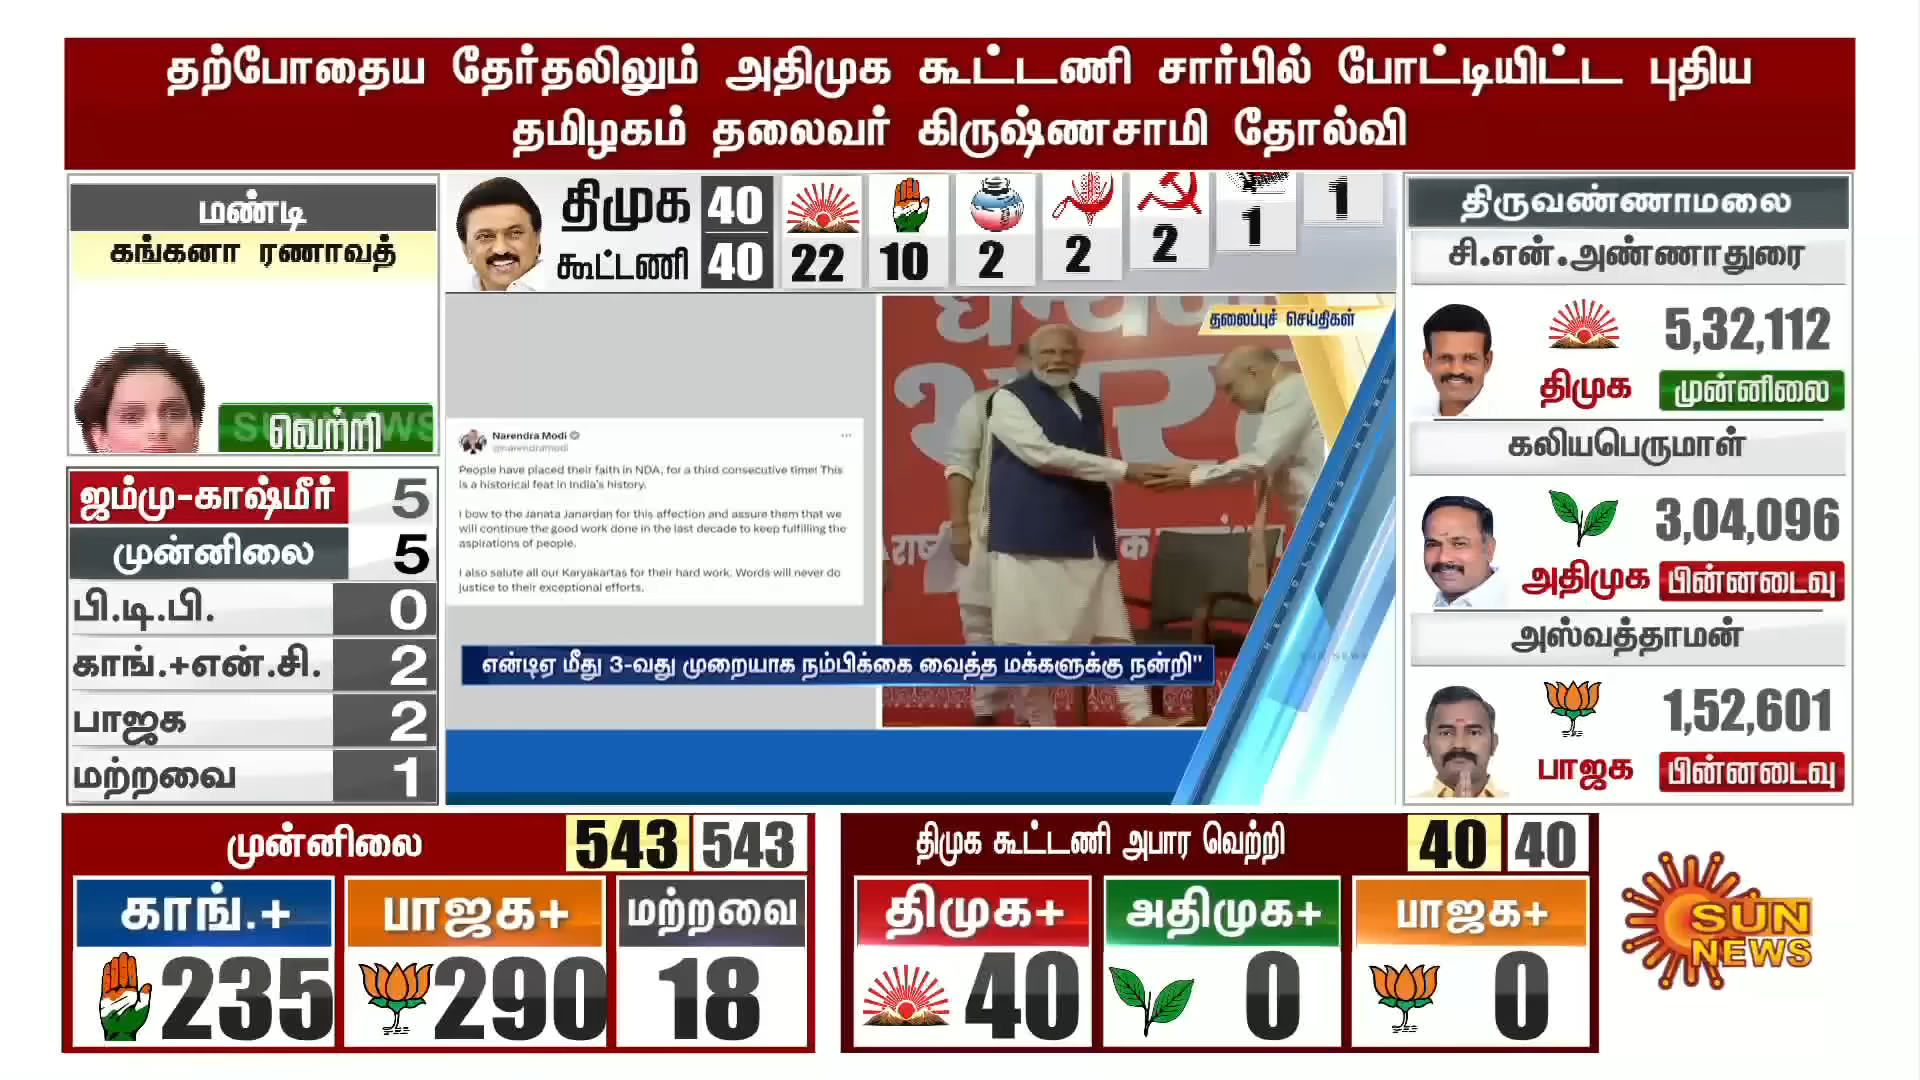 தற்போதைய தேர்தலிலும் அதிமுக கூட்டணி சார்பில் போட்டியிட்ட புதிய
தமிழகம் தலைவர் கிருஷ்ணசாமி தோல்வி
மண்டி
கங்கனா ரணாவத்
SUN NEWS
வெற்றி
ஜம்மு-காஷ்மீர் 5
முன்னிலை 5
பி.டி.பி. 0
காங்.+என்.சி. 2
பாஜக 2
மற்றவை 1
திமுக 40
கூட்டணி 40
22 10 2 2 2 1 1
தலைப்புச் செய்திகள்
Narendra Modi
@narendramodi
People have placed their faith in NDA, for a third consecutive time! This
is a historical feat in India's history.
I bow to the Janata Janardan for this affection and assure them that we
will continue the good work done in the last decade to keep fulfilling the
aspirations of people.
I also salute all our Karyakartas for their hard work. Words will never do
justice to their exceptional efforts.
என்டிஏ மீது 3-வது முறையாக நம்பிக்கை வைத்த மக்களுக்கு நன்றி"
திருவண்ணாமலை
சி.என்.அண்ணாதுரை
5,32,112
திமுக முன்னிலை
கலியபெருமாள்
3,04,096
அதிமுக பின்னடைவு
அஸ்வத்தாமன்
1,52,601
பாஜக பின்னடைவு
முன்னிலை 543 543
காங்.+ பாஜக+ மற்றவை
235 290 18
திமுக கூட்டணி அபார வெற்றி 40 40
திமுக+ அதிமுக+ பாஜக+
40 0 0
SUN
NEWS